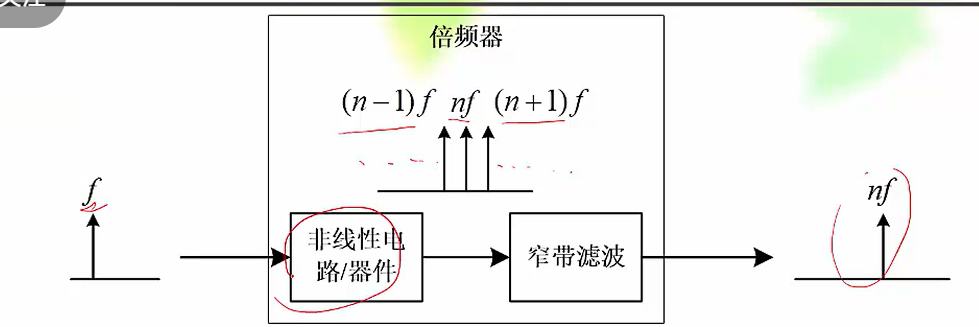 倍频器
(n−1)f nf (n+1)f
f
nf
非线性电
路/器件
窄带滤波